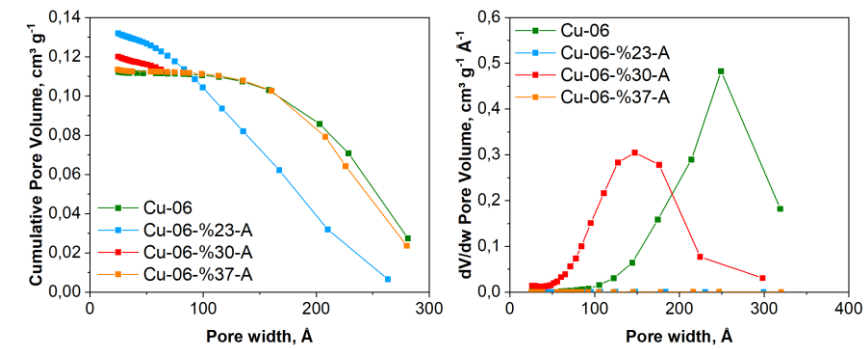 0,14
0,12
0,10
0,08
0,06
0,04
0,02
0,00
0
100
200
300
Cumulative Pore Volume, cm³ g⁻¹
Pore width, Å
Cu-06
Cu-06-%23-A
Cu-06-%30-A
Cu-06-%37-A
0,6
0,5
0,4
0,3
0,2
0,1
0,0
0
100
200
300
400
dV/dw Pore Volume, cm³ g⁻¹ Å⁻¹
Pore width, Å
Cu-06
Cu-06-%23-A
Cu-06-%30-A
Cu-06-%37-A